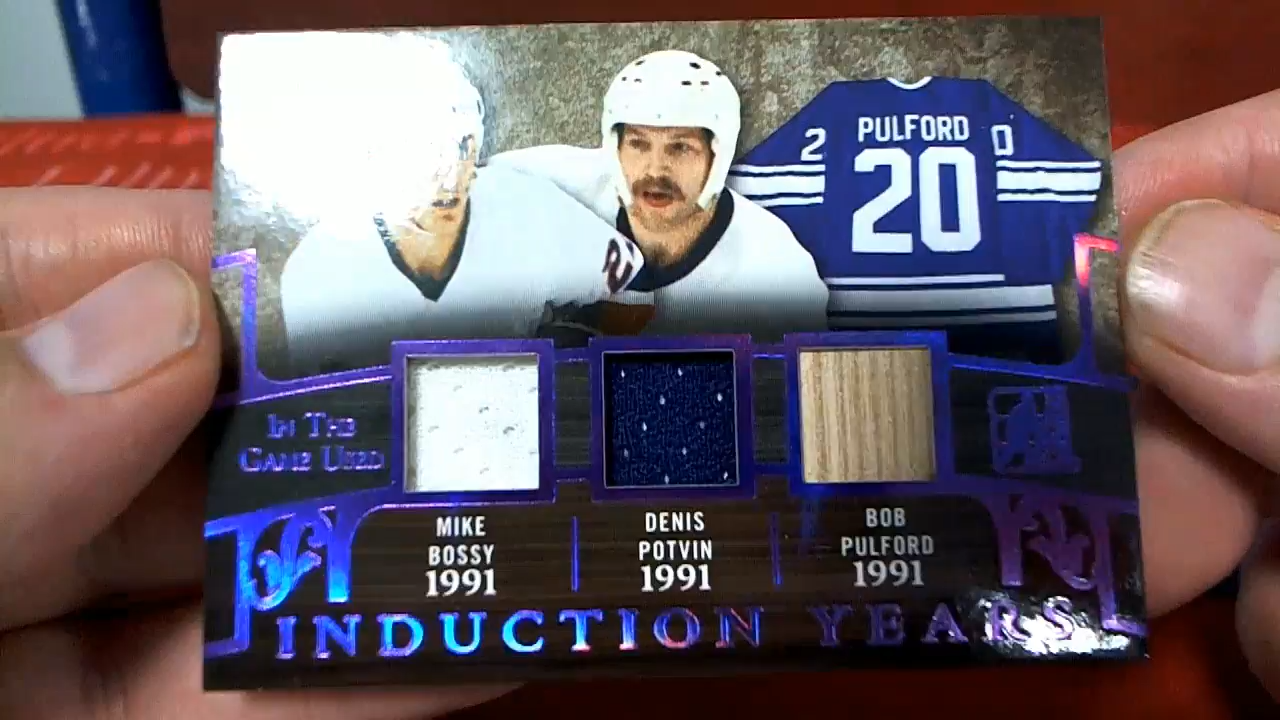 PULFORD
2 20 0
2
IN THE
GAME USED
MIKE
BOSSY
1991
DENIS
POTVIN
1991
BOB
PULFORD
1991
INDUCTION YEARS